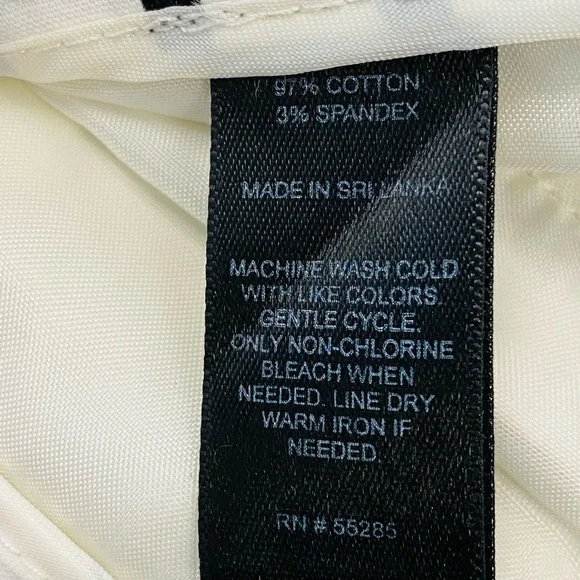 97% COTTON
3% SPANDEX
MADE IN SRI LANKA
MACHINE WASH COLD
WITH LIKE COLORS.
GENTLE CYCLE.
ONLY NON-CHLORINE
BLEACH WHEN
NEEDED. LINE DRY
WARM IRON IF
NEEDED.
RN #.55285